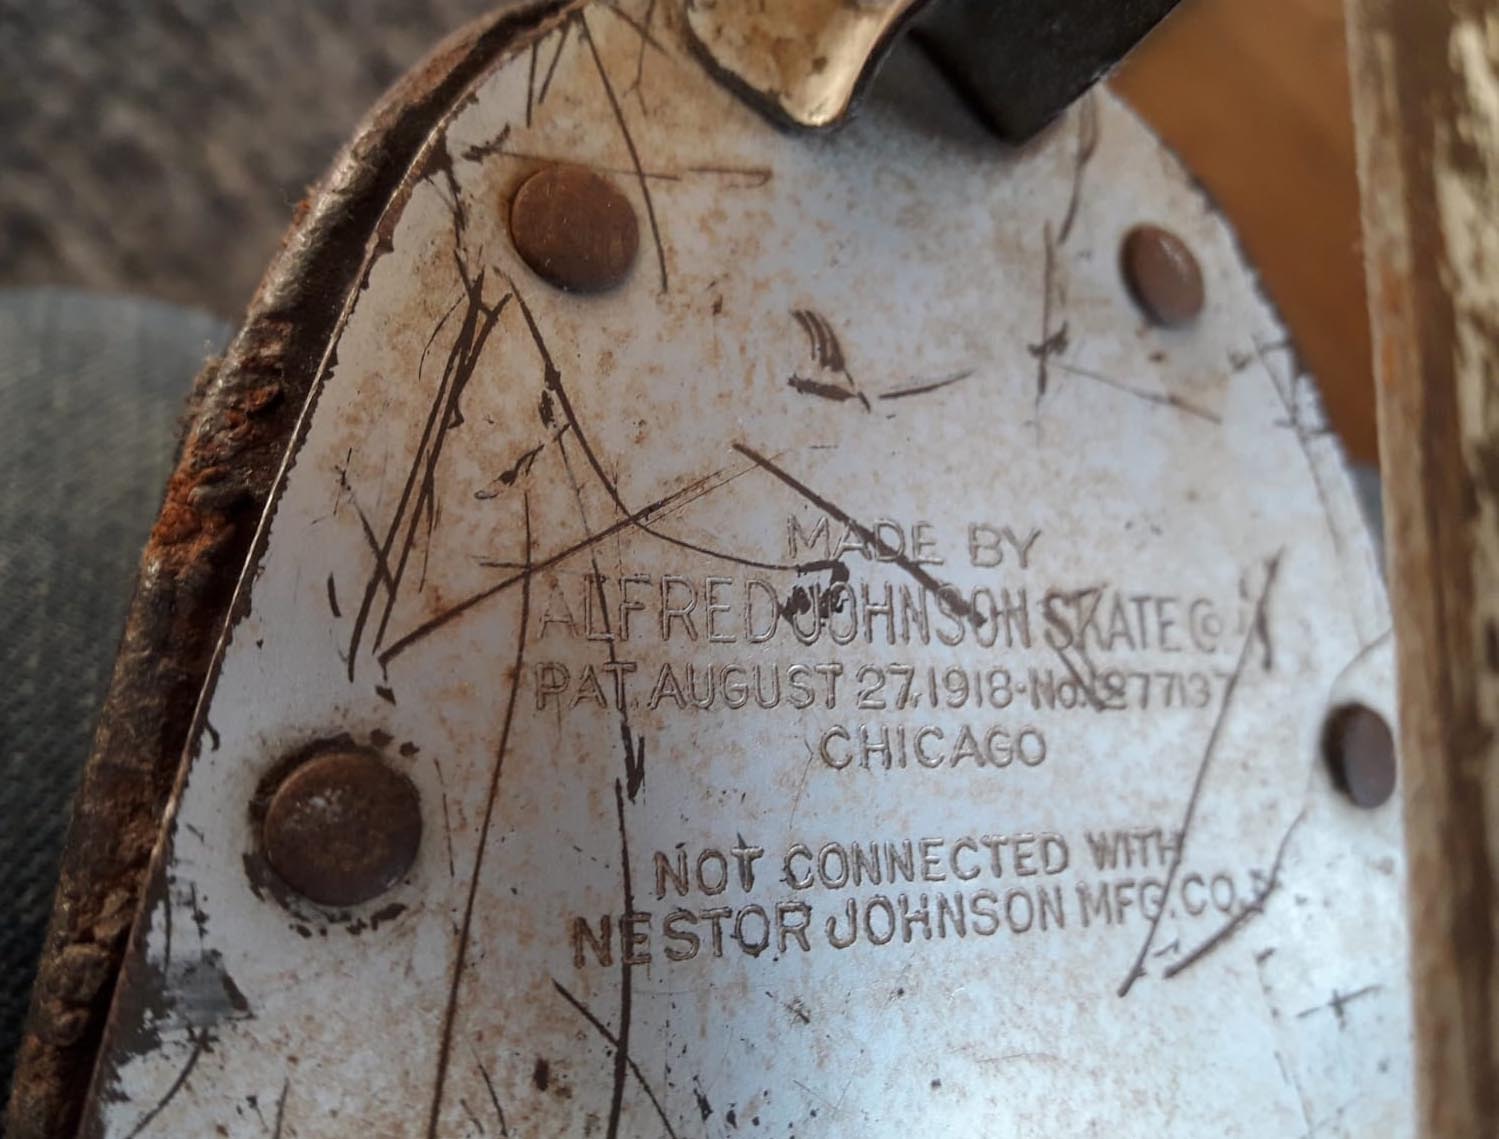 MADE BY
ALFRED JOHNSON SKATE Co.
PAT. AUGUST 27, 1918-No. 1277137
CHICAGO
NOT CONNECTED WITH
NESTOR JOHNSON MFG. CO.